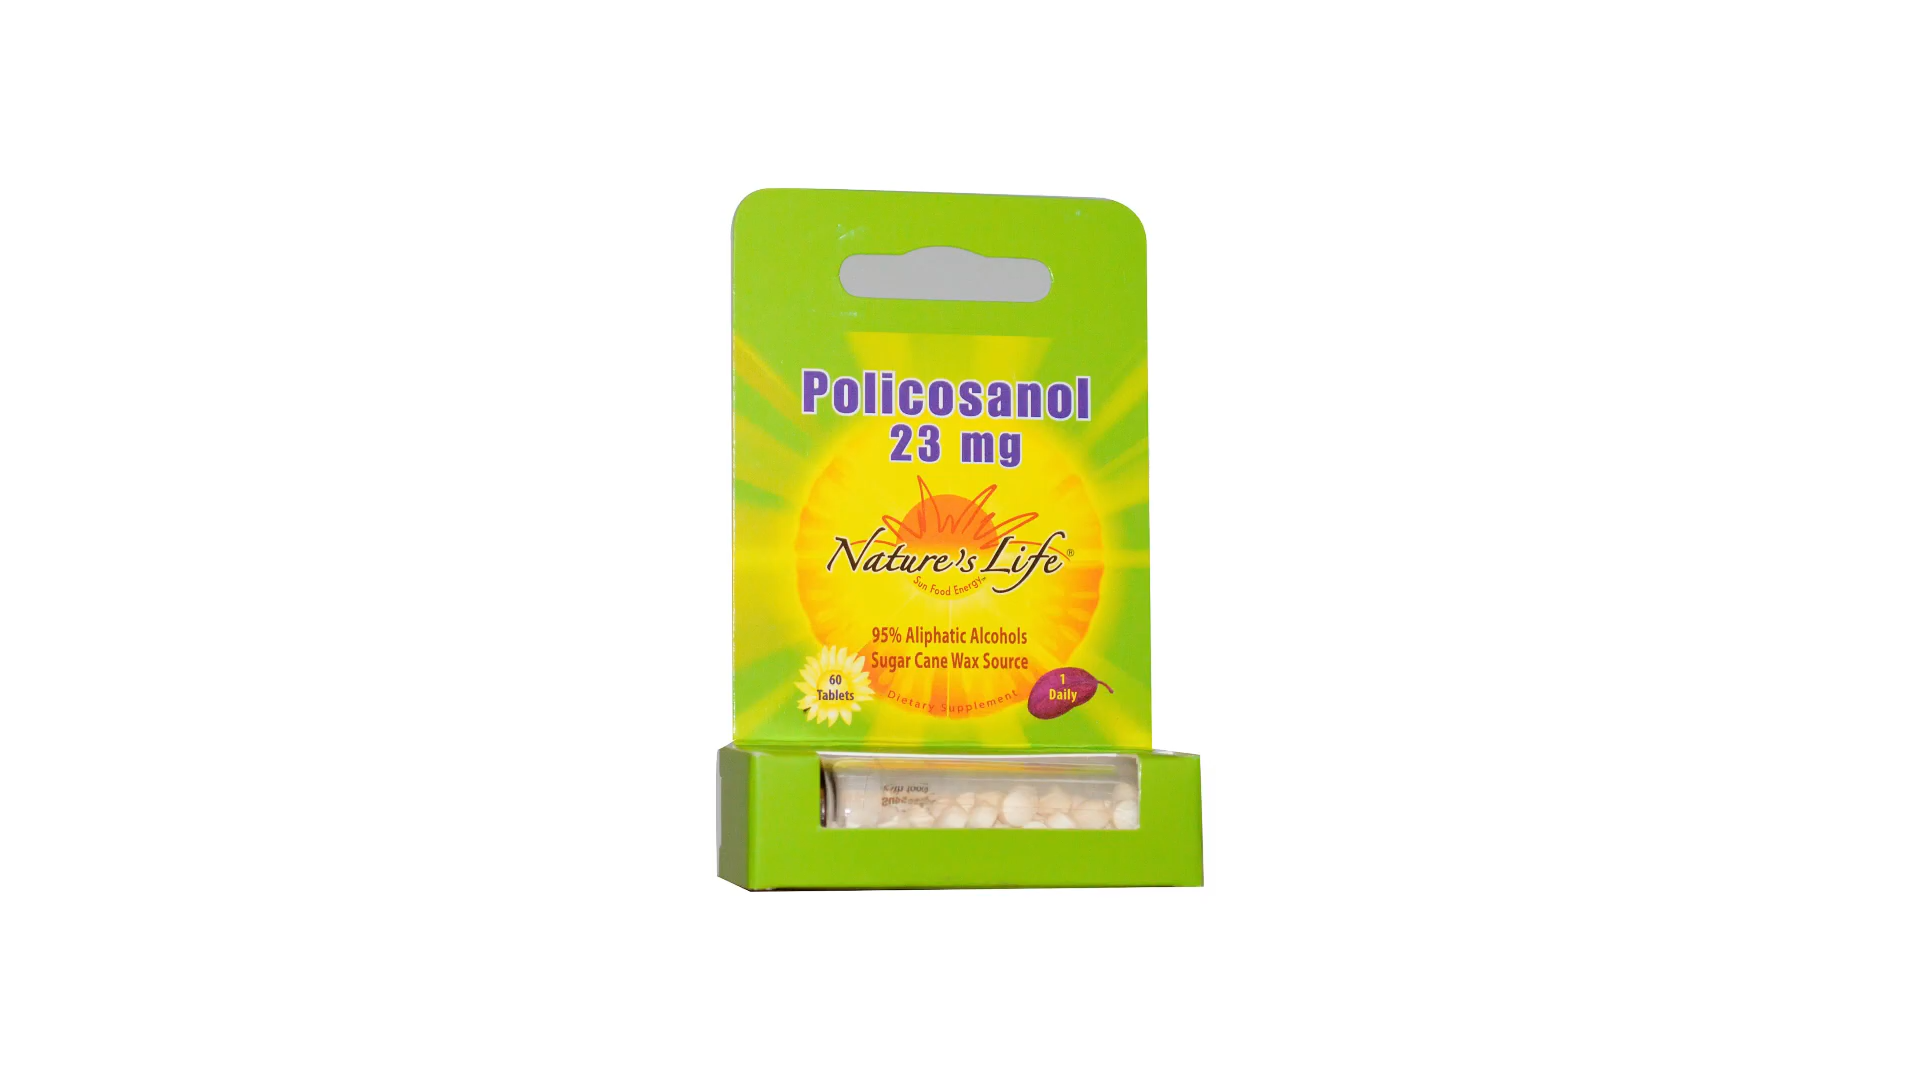 Policosanol
23 mg
Nature's Life®
Sun Food Energy™
95% Aliphatic Alcohols
Sugar Cane Wax Source
60
Tablets
Dietary Supplement
1
Daily